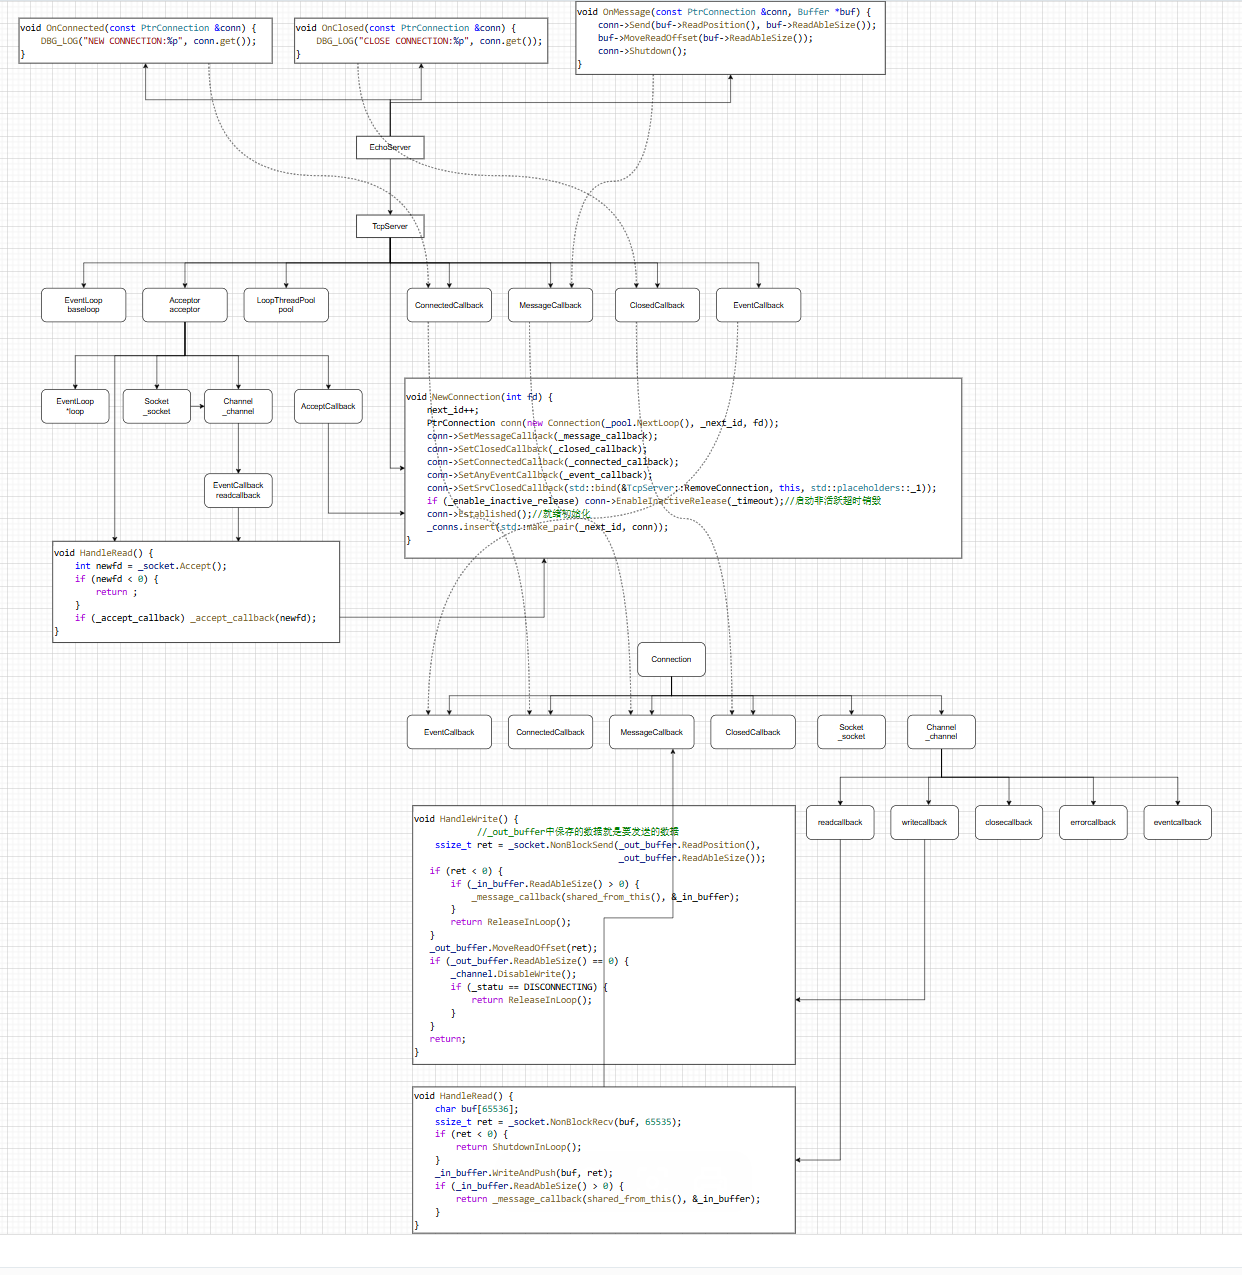 void OnConnected(const PtrConnection &conn) {
DBG_LOG("NEW CONNECTION:%p", conn.get());
}
void OnClosed(const PtrConnection &conn) {
DBG_LOG("CLOSE CONNECTION:%p", conn.get());
}
void OnMessage(const PtrConnection &conn, Buffer *buf) {
conn->Send(buf->ReadPosition(), buf->ReadAbleSize());
buf->MoveReadOffset(buf->ReadAbleSize());
conn->Shutdown();
}
EchoServer
TcpServer
EventLoop
baseloop
Acceptor
acceptor
LoopThreadPool
pool
ConnectedCallback
MessageCallback
ClosedCallback
EventCallback
EventLoop
*loop
Socket
_socket
Channel
_channel
AcceptCallback
EventCallback
readcallback
void NewConnection(int fd) {
next_id++;
PtrConnection conn(new Connection(_pool.NextLoop(), _next_id, fd));
conn->SetMessageCallback(_message_callback);
conn->SetClosedCallback(_closed_callback);
conn->SetConnectedCallback(_connected_callback);
conn->SetAnyEventCallback(_event_callback);
conn->SetSrvClosedCallback(std::bind(&TcpServer::RemoveConnection, this, std::placeholders::_1));
if (_enable_inactive_release) conn->EnableInactiveRelease(_timeout);//启动非活跃超时销毁
conn->Established();//就绪初始化
_conns.insert(std::make_pair(_next_id, conn));
}
void HandleRead() {
int newfd = _socket.Accept();
if (newfd < 0) {
return ;
}
if (_accept_callback) _accept_callback(newfd);
}
Connection
EventCallback
ConnectedCallback
MessageCallback
ClosedCallback
Socket
_socket
Channel
_channel
readcallback
writecallback
closecallback
errorcallback
eventcallback
void HandleWrite() {
//_out_buffer中保存的数据就是要发送的数据
ssize_t ret = _socket.NonBlockSend(_out_buffer.ReadPosition(),
_out_buffer.ReadAbleSize());
if (ret < 0) {
if (_in_buffer.ReadAbleSize() > 0) {
_message_callback(shared_from_this(), &_in_buffer);
}
return ReleaseInLoop();
}
_out_buffer.MoveReadOffset(ret);
if (_out_buffer.ReadAbleSize() == 0) {
_channel.DisableWrite();
if (_statu == DISCONNECTING) {
return ReleaseInLoop();
}
}
return;
}
void HandleRead() {
char buf[65536];
ssize_t ret = _socket.NonBlockRecv(buf, 65535);
if (ret < 0) {
return ShutdownInLoop();
}
_in_buffer.WriteAndPush(buf, ret);
if (_in_buffer.ReadAbleSize() > 0) {
return _message_callback(shared_from_this(), &_in_buffer);
}
}